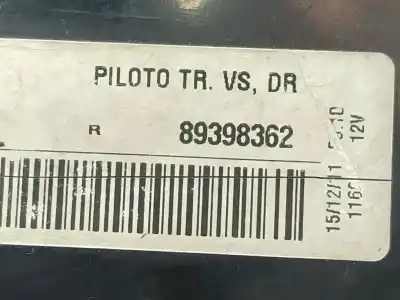 PILOTO TR. VS, DR
R 89398362
15/12/11
12V